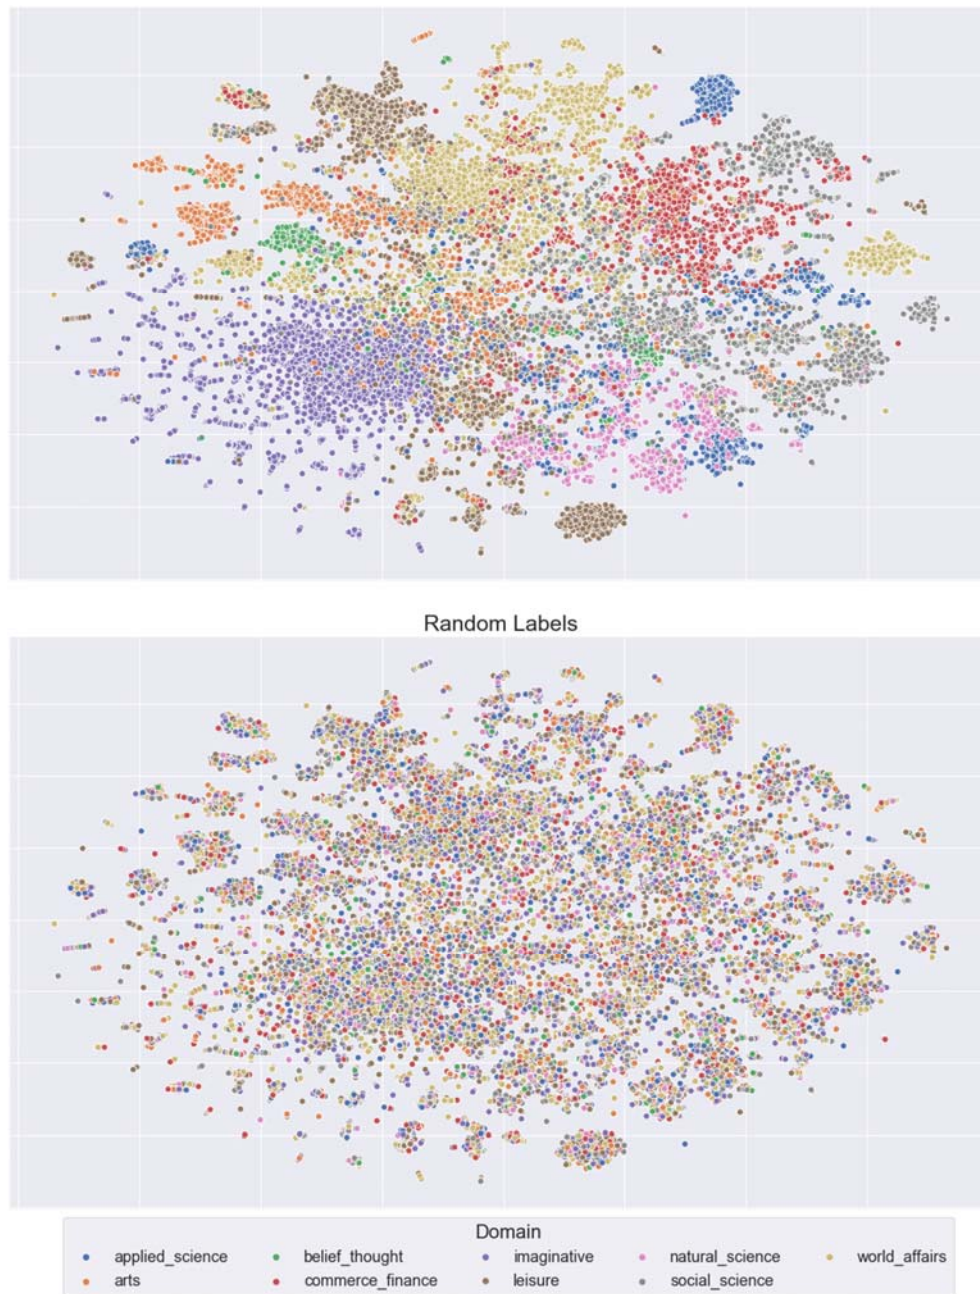 Random Labels
Domain
applied_science belief_thought imaginative natural_science world_affairs
arts commerce_finance leisure social_science